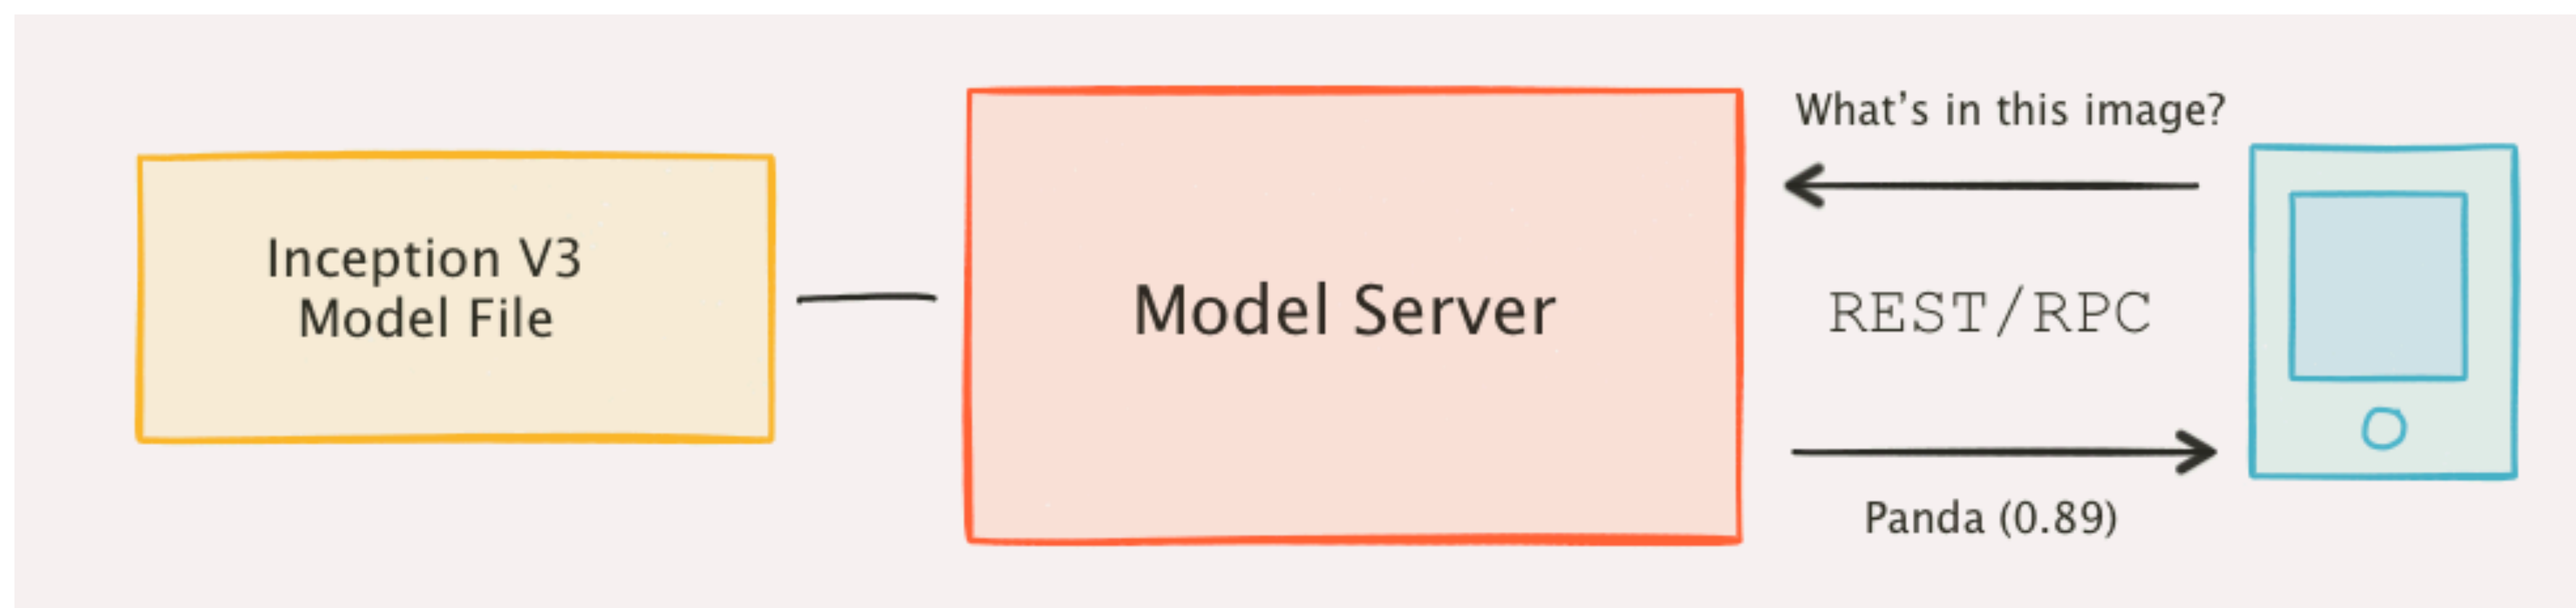 Inception V3
Model File
Model Server
What's in this image?
REST/RPC
Panda (0.89)